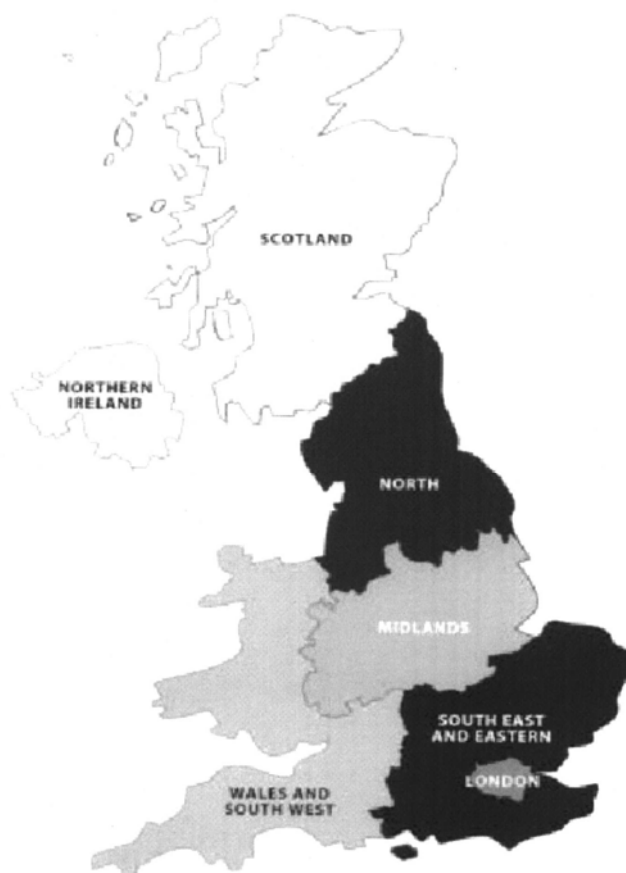 SCOTLAND
NORTHERN
IRELAND
NORTH
MIDLANDS
SOUTH EAST
AND EASTERN
LONDON
WALES AND
SOUTH WEST